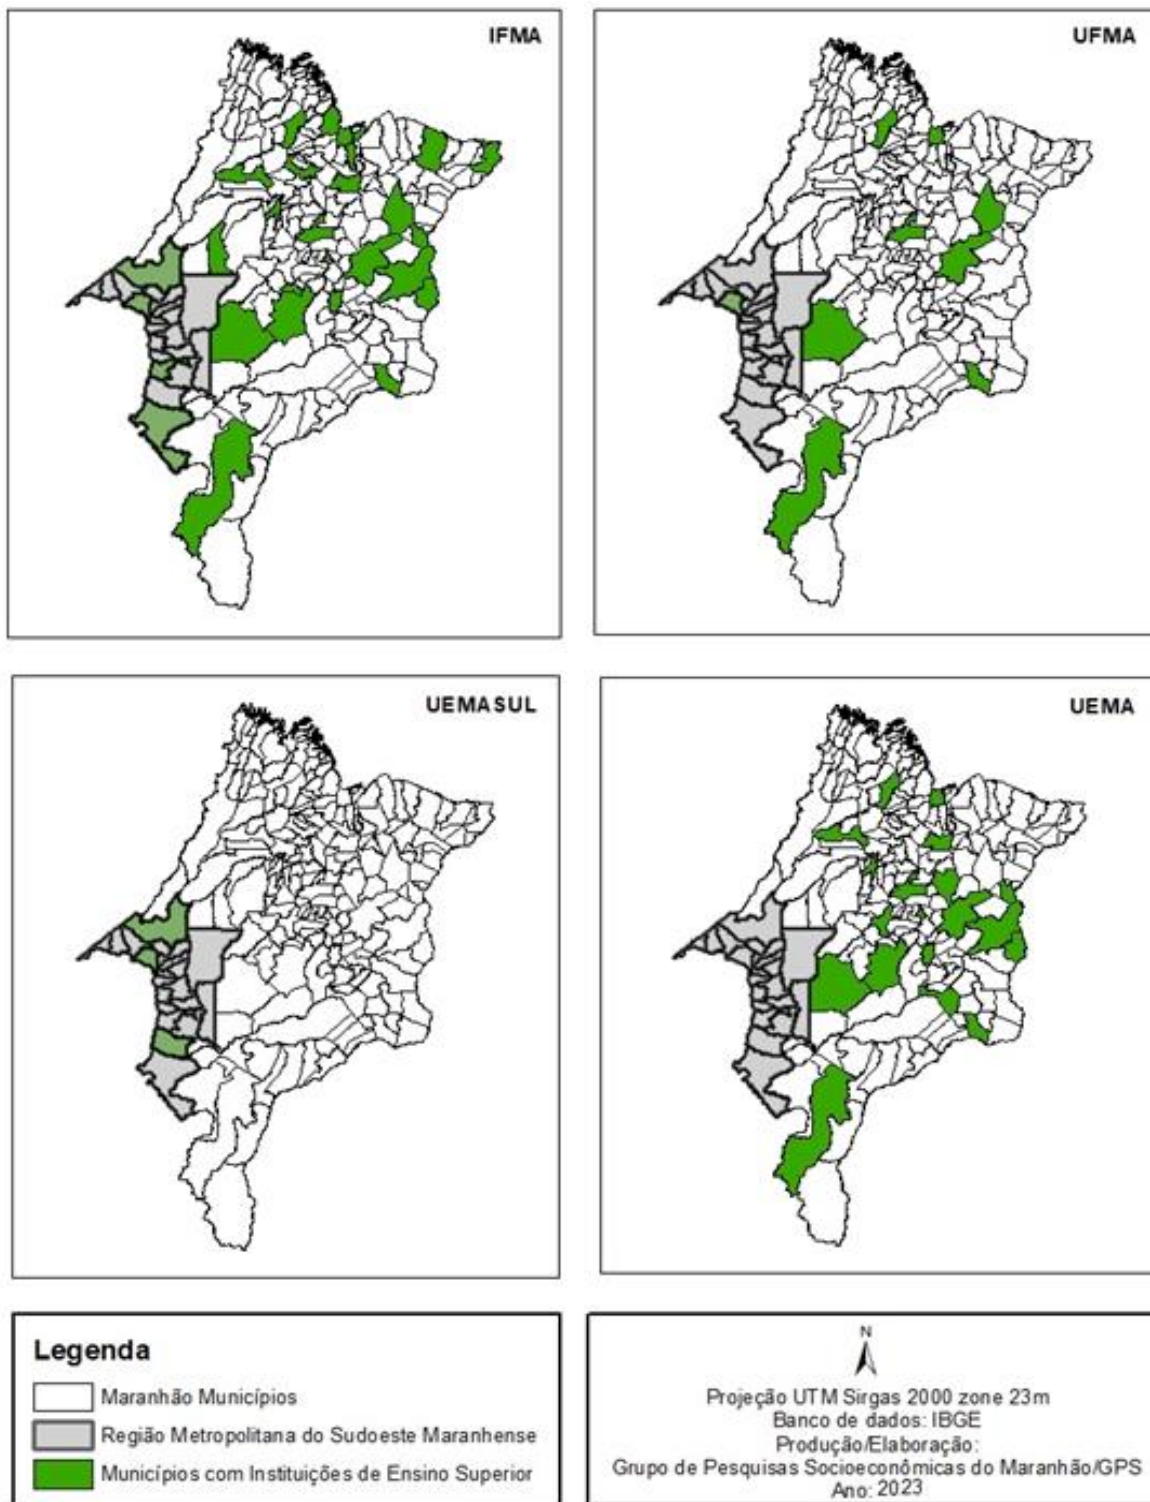 IFMA
UFMA
UEMASUL
UEMA
Legenda
Maranhão Municípios
Região Metropolitana do Sudoeste Maranhense
Municípios com Instituições de Ensino Superior
N
Projeção UTM Sirgas 2000 zone 23m
Banco de dados: IBGE
Produção/Elaboração:
Grupo de Pesquisas Socioeconômicas do Maranhão/GPS
Ano: 2023